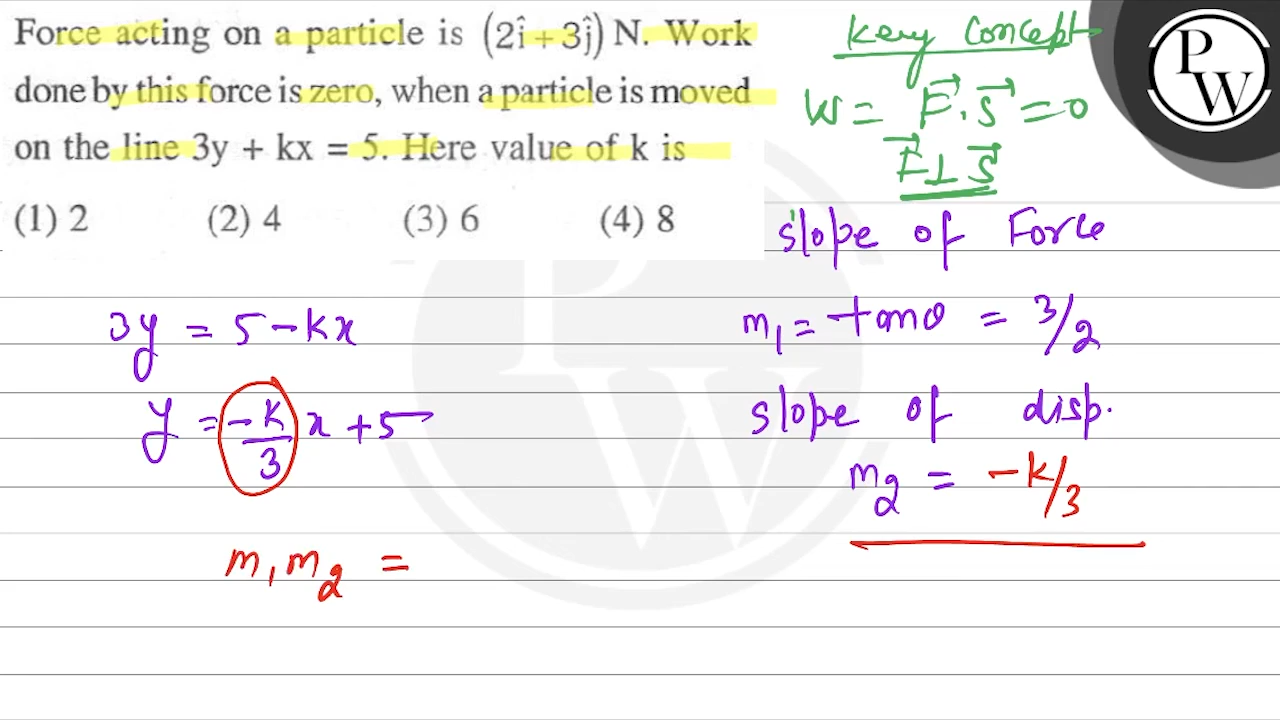 Force acting on a particle is (2î + 3ĵ) N. Work
done by this force is zero, when a particle is moved
on the line 3y + kx = 5. Here value of k is
(1) 2 (2) 4 (3) 6 (4) 8
Key Concept
W = F⃗.S⃗ = 0
F⃗ ⊥ S⃗
PW
slope of Force
m₁ = tanθ = 3/2
slope of disp.
m₂ = -k/3
3y = 5 - kx
y = -k/3 x + 5
m₁m₂ =
PW